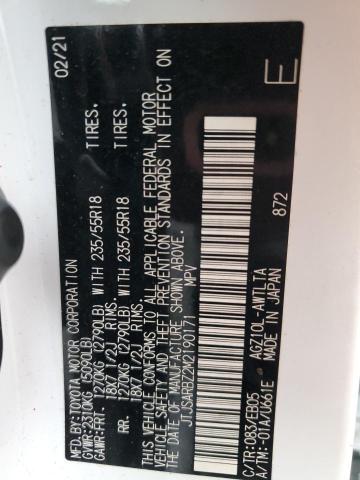 MFD.BY:TOYOTA MOTOR CORPORATION 02/21
GVWR:2310KG (5090LB)
GAWR:FRT. 1270KG (2790LB) WITH 235/55R18 TIRES.
18X7 1/2J RIMS.
RR. 1270KG (2790LB) WITH 235/55R18 TIRES.
18X7 1/2J RIMS.
THIS VEHICLE CONFORMS TO ALL APPLICABLE FEDERAL MOTOR
VEHICLE SAFETY AND THEFT PREVENTION STANDARDS IN EFFECT ON
THE DATE OF MANUFACTURE SHOWN ABOVE.
JTJSARBZ2M2190171 MPV E
C/TR:083/EB05 AGZ10L-AWTLTA
A/TM:-01A/U661E MADE IN JAPAN 872